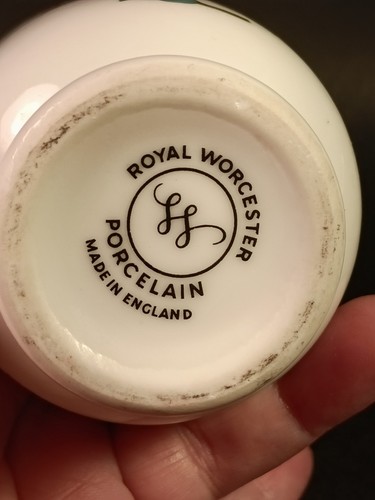 ROYAL WORCESTER
PORCELAIN
MADE IN ENGLAND